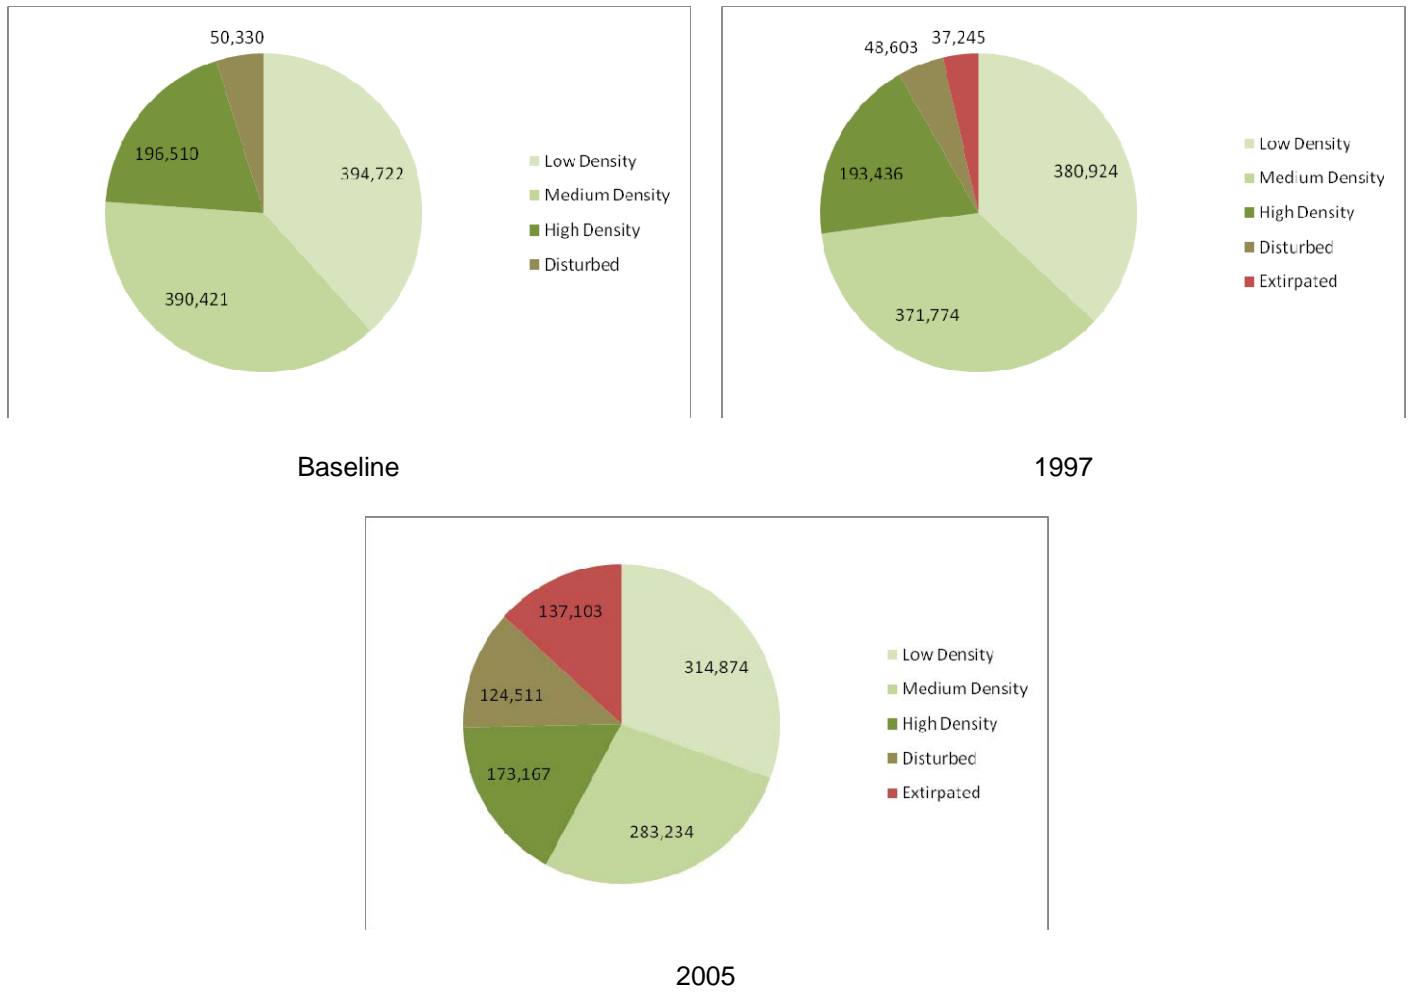 50,330
196,510
394,722
390,421
Low Density
Medium Density
High Density
Disturbed
Baseline
48,603
37,245
193,436
380,924
371,774
Low Density
Medium Density
High Density
Disturbed
Extirpated
1997
137,103
314,874
124,511
173,167
283,234
Low Density
Medium Density
High Density
Disturbed
Extirpated
2005